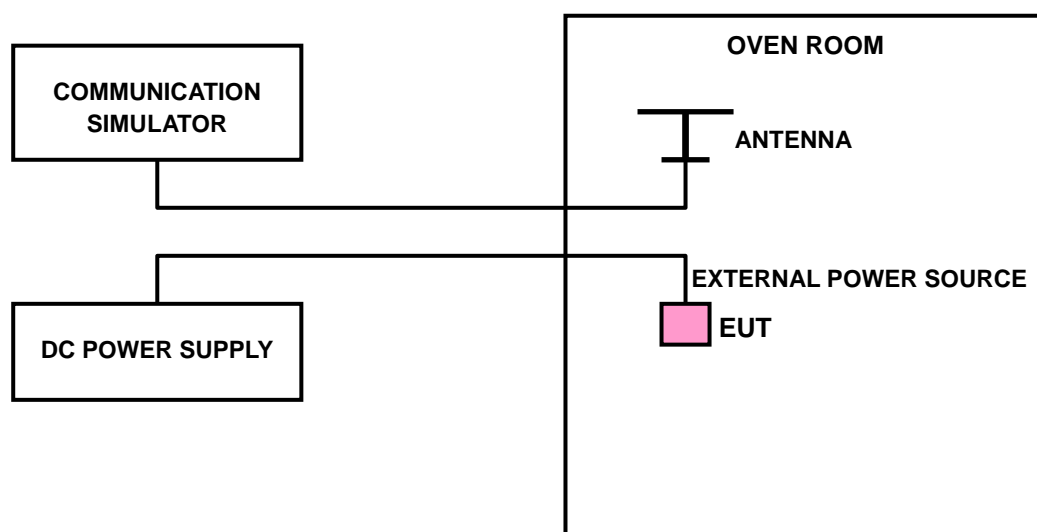 OVEN ROOM
COMMUNICATION
SIMULATOR
ANTENNA
EXTERNAL POWER SOURCE
EUT
DC POWER SUPPLY